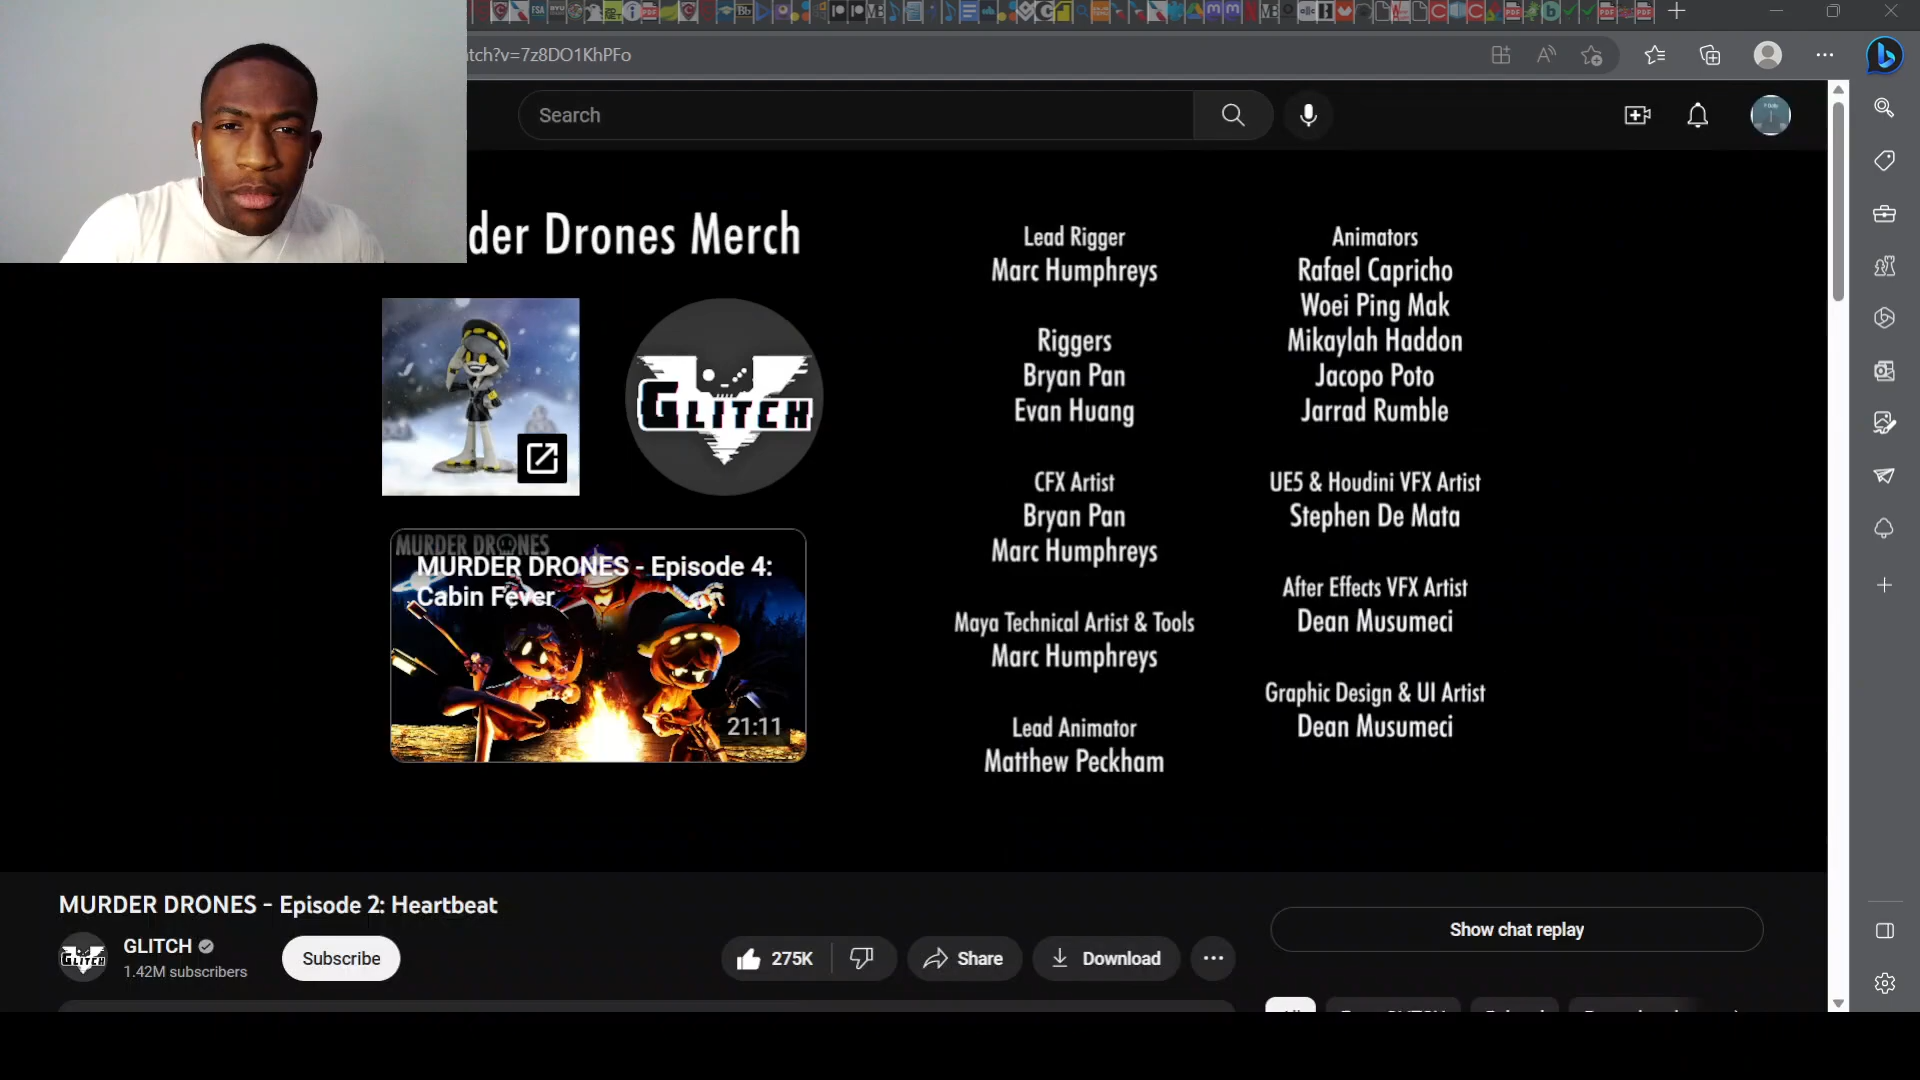 tch?v=7z8DO1KhPFo
Search
der Drones Merch
GLITCH
MURDER DRONES
MURDER DRONES - Episode 4:
Cabin Fever
21:11
Lead Rigger
Marc Humphreys
Riggers
Bryan Pan
Evan Huang
CFX Artist
Bryan Pan
Marc Humphreys
Maya Technical Artist & Tools
Marc Humphreys
Lead Animator
Matthew Peckham
Animators
Rafael Capricho
Woei Ping Mak
Mikaylah Haddon
Jacopo Poto
Jarrad Rumble
UE5 & Houdini VFX Artist
Stephen De Mata
After Effects VFX Artist
Dean Musumeci
Graphic Design & UI Artist
Dean Musumeci
MURDER DRONES - Episode 2: Heartbeat
GLITCH
GLITCH
1.42M subscribers
Subscribe
275K
Share
Download
Show chat replay